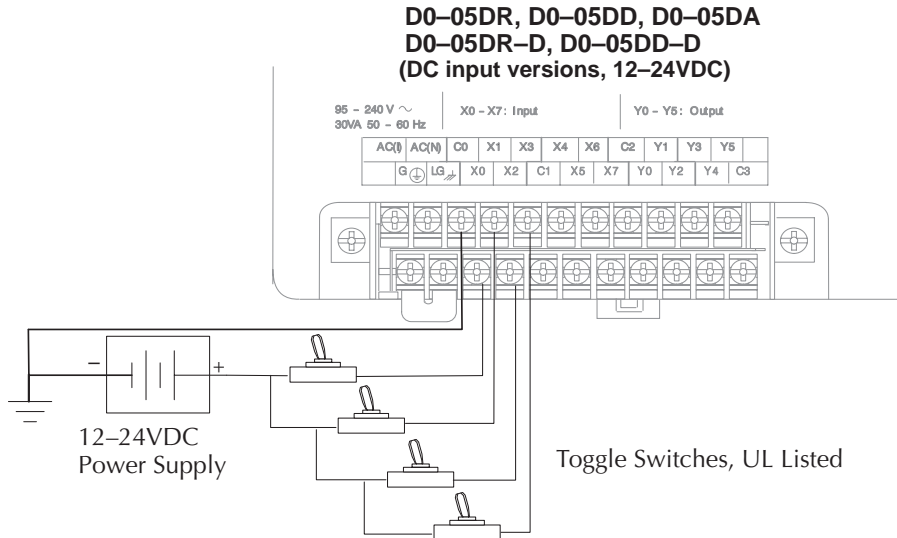 D0–05DR, D0–05DD, D0–05DA
D0–05DR–D, D0–05DD–D
(DC input versions, 12–24VDC)
95 – 240 V ~
30VA 50 – 60 Hz
X0 – X7: Input
Y0 – Y5: Output
AC(l) AC(N) C0 X1 X3 X4 X6 C2 Y1 Y3 Y5
G LG X0 X2 C1 X5 X7 Y0 Y2 Y4 C3
– +
12–24VDC
Power Supply
Toggle Switches, UL Listed